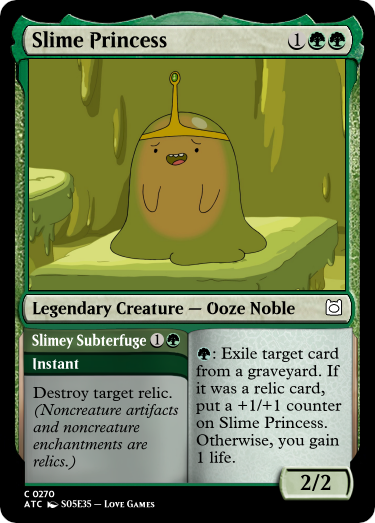 Slime Princess 1
Legendary Creature — Ooze Noble
Slimey Subterfuge 1
Instant
Destroy target relic.
(Noncreature artifacts
and noncreature
enchantments are
relics.)
: Exile target card
from a graveyard. If
it was a relic card,
put a +1/+1 counter
on Slime Princess.
Otherwise, you gain
1 life.
2/2
C 0270
ATC S05E35 — Love Games